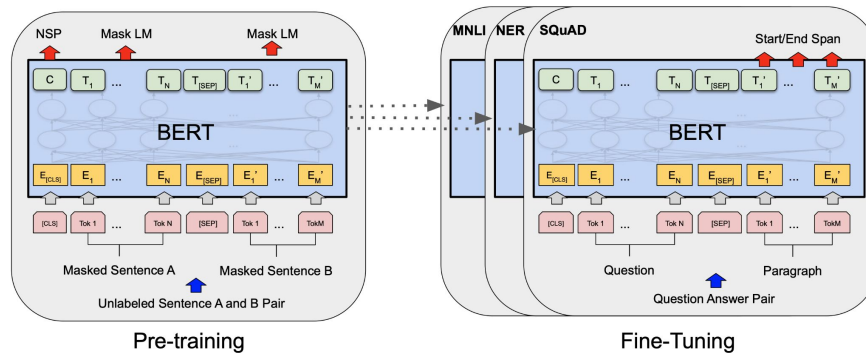 NSP Mask LM Mask LM
C T1 ... TN T[SEP] T1' ... TM'
BERT
E[CLS] E1 ... EN E[SEP] E1' ... EM'
[CLS] Tok 1 ... Tok N [SEP] Tok 1 ... TokM
Masked Sentence A Masked Sentence B
Unlabeled Sentence A and B Pair
Pre-training
MNLI NER SQuAD
Start/End Span
C T1 ... TN T[SEP] T1' ... TM'
BERT
E[CLS] E1 ... EN E[SEP] E1' ... EM'
[CLS] Tok 1 ... Tok N [SEP] Tok 1 ... TokM
Question Paragraph
Question Answer Pair
Fine-Tuning